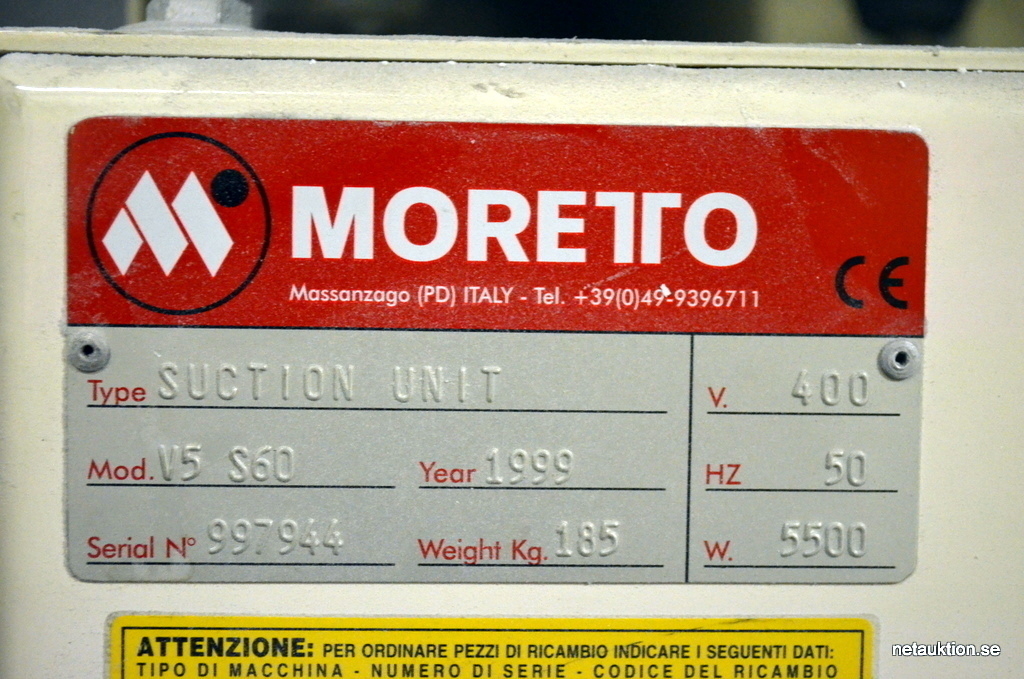 MORETTO
Massanzago (PD) ITALY - Tel. +39(0)49-9396711
CE
Type SUCTION UNIT
V. 400
Mod. V5 S60 Year 1999
HZ 50
Serial N° 997944 Weight Kg. 185
W. 5500
ATTENZIONE: PER ORDINARE PEZZI DI RICAMBIO INDICARE I SEGUENTI DATI:
TIPO DI MACCHINA - NUMERO DI SERIE - CODICE DEL RICAMBIO
netauktion.se